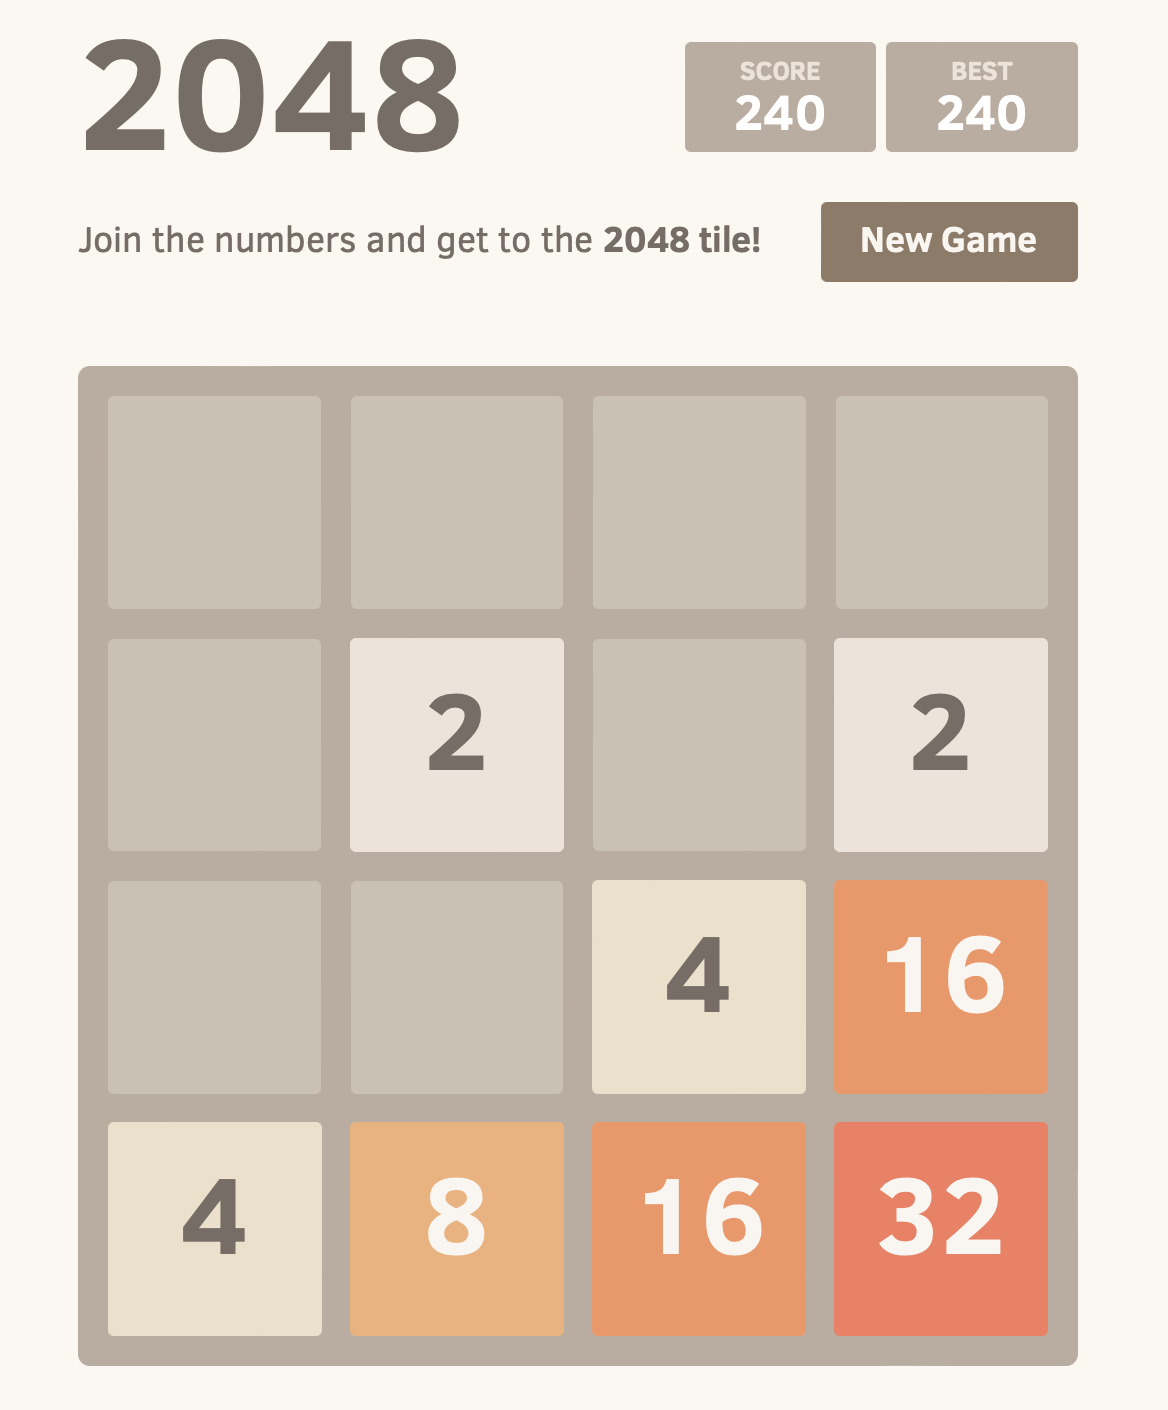 2048
SCORE BEST
240 240
Join the numbers and get to the 2048 tile!
New Game
2 2
4 16
4 8 16 32